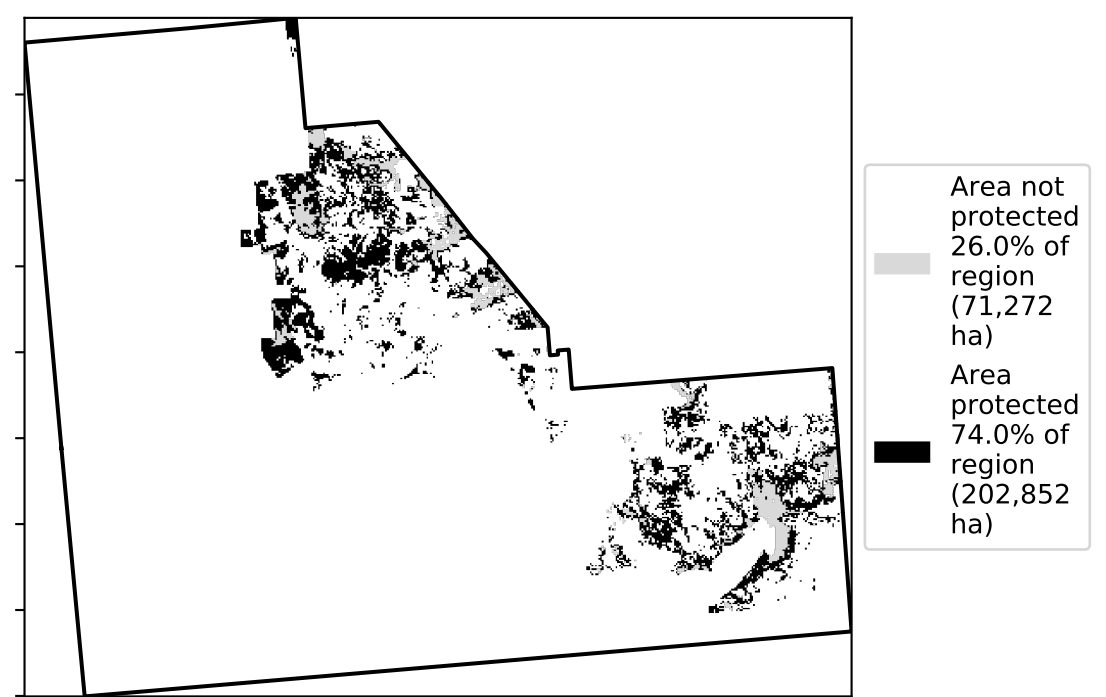 Area not
protected
26.0% of
region
(71,272
ha)
Area
protected
74.0% of
region
(202,852
ha)